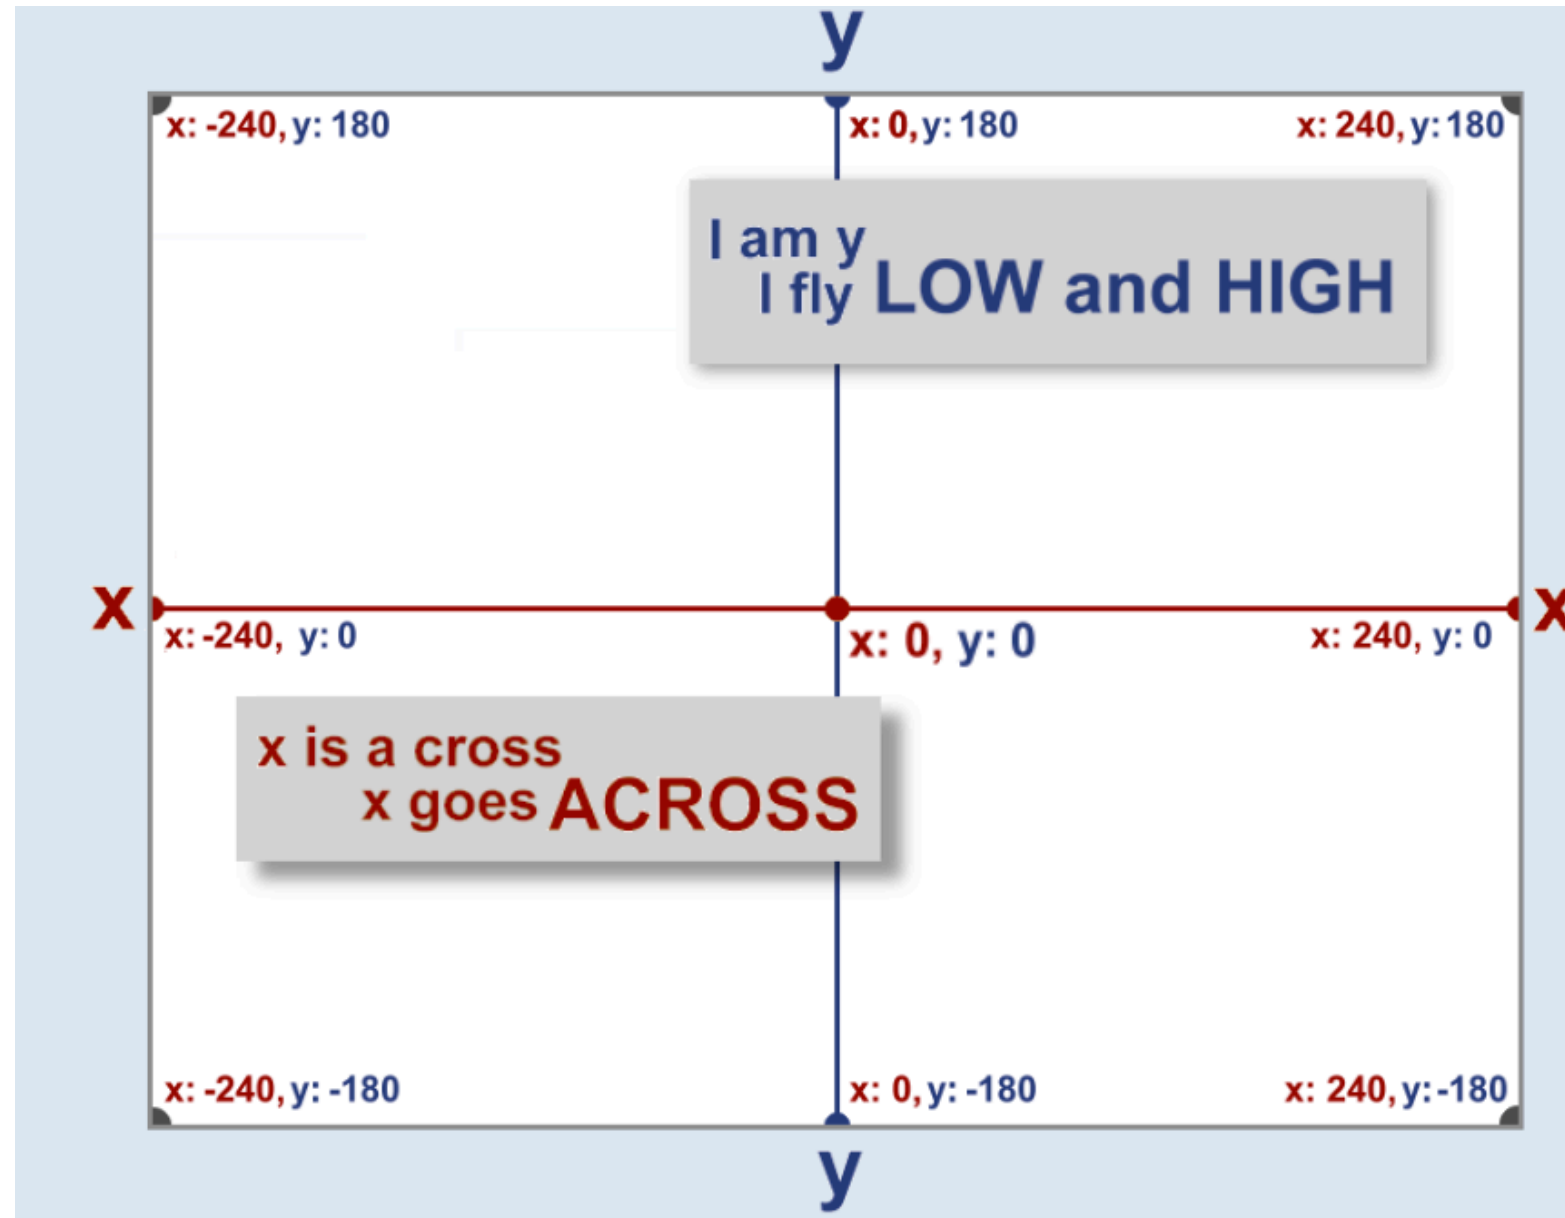 y
x: -240, y: 180
x: 0, y: 180
x: 240, y: 180
I am y
I fly LOW and HIGH
x
x
x: -240, y: 0
x: 0, y: 0
x: 240, y: 0
x is a cross
x goes ACROSS
x: -240, y: -180
x: 0, y: -180
x: 240, y: -180
y